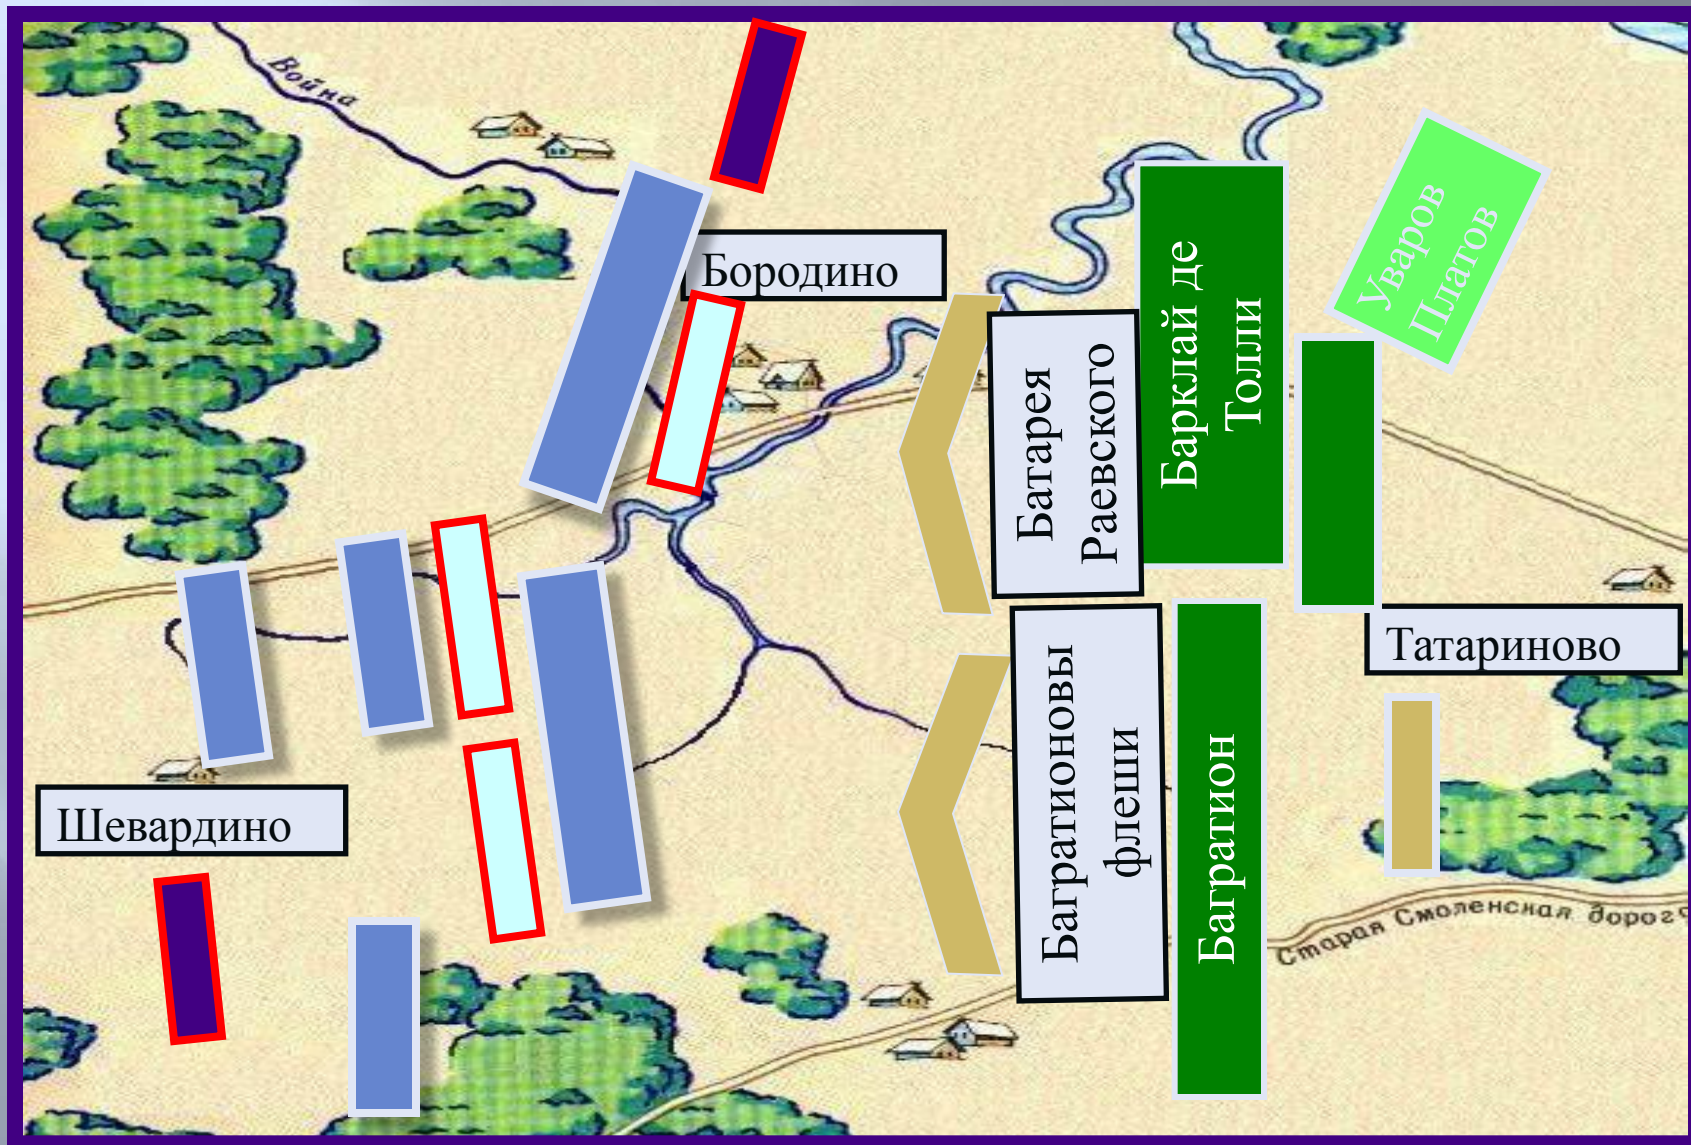 Война
Бородино
Уваров
Платов
Барклай де
Толли
Батарея
Раевского
Татариново
Багратионовы
флеши
Багратион
Шевардино
Старая Смоленская дорога